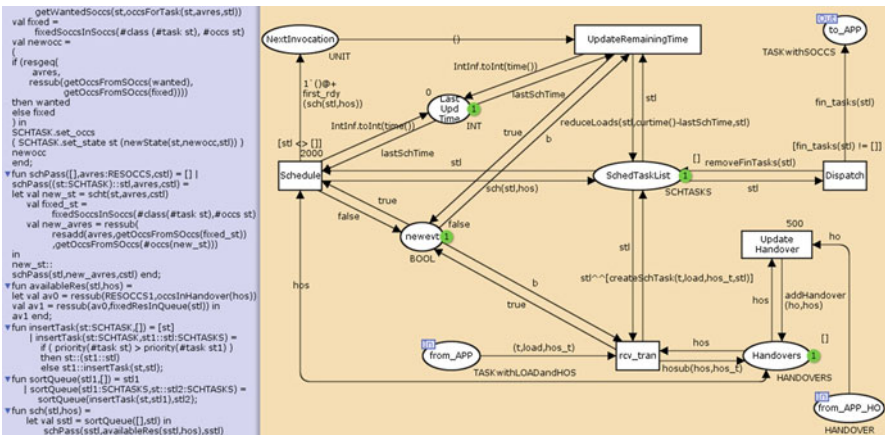 getWantedSoccs(st,occsForTask(st,avres,stl))
val fixed =
fixedSoccsInSoccs(#class (#task st), #occs st)
val newocc =
{
if (resgeq(
avres,
ressub(getOccsFromSOccs(wanted),
getOccsFromSOccs(fixed))))
then wanted
else fixed
) in
SCHTASK.set_occs
( SCHTASK.set_state st (newState(st,newocc,stl)) )
newocc
end;
fun schPass([],avres:RESOCCS,cstl) = [] |
schPass((st:SCHTASK)::stl,avres,cstl) =
let val new_st = scht(st,avres,cstl)
val fixed_st =
fixedSoccsInSoccs(#class(#task st),#occs st)
val new_avres = ressub(
resadd(avres,getOccsFromSOccs(fixed_st))
,getOccsFromSOccs(#occs(new_st)))
in
new_st::
schPass(stl,new_avres,cstl) end;
fun availableRes(stl,hos)=
let val av0 = ressub(RESOCCS1,occsInHandover(hos))
val av1 = ressub(av0,fixedResInQueue(stl)) in
av1 end;
fun insertTask(st:SCHTASK,[]) = [st]
| insertTask(st:SCHTASK,st1::stl:SCHTASKS) =
if ( priority(#task st) > priority(#task st1) )
then st::(st1::stl)
else st1::insertTask(st,stl);
fun sortQueue(stl1,[]) = stl1
| sortQueue(stl1:SCHTASKS,st::stl2:SCHTASKS) =
sortQueue(insertTask(st,stl1),stl2);
fun sch(stl,hos)=
let val sstl = sortQueue([],stl) in
schPass(sstl,availableRes(sstl,hos),sstl)
NextInvocation
UNIT
()
UpdateRemainingTime
Out
to_APP
TASKwithSOCCS
1`()@+
first_rdy
(sch(stl,hos)
IntInf.toInt(time())
0
Last
Upd
Time
1
INT
lastSchTime
stl
stl
fin_tasks(stl)
IntInf.toInt(time())
true
b
reduceLoads(stl,curtime()-lastSchTime,stl)
[stl <> []]
2000
lastSchTime
[fin_tasks(stl) != []]
Schedule
stl
sch(stl,hos)
SchedTaskList
1
[]
SCHTASKS
removeFinTasks(stl)
stl
Dispatch
true
false
false
newevt
1
BOOL
stl
500
Update
Handover
ho
hos
b
true
stl^^[createSchTask(t,load,hos_t,stl)]
hos
addHandover
(ho,hos)
In
from_APP
TASKwithLOADandHOS
(t,load,hos_t)
rcv_tran
hos
hosub(hos,hos_t)
[]
Handovers
1
HANDOVERS
In
from_APP_HO
HANDOVER